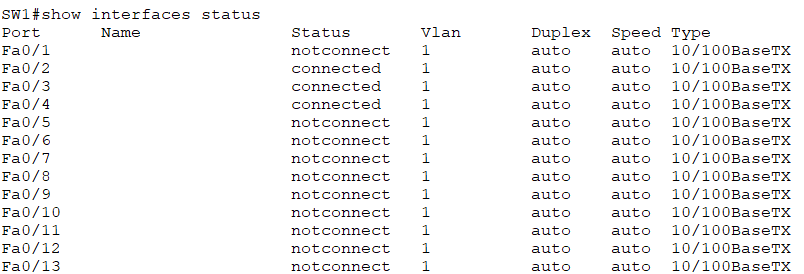 SW1#show interfaces status
Port      Name               Status       Vlan       Duplex  Speed Type
Fa0/1                        notconnect   1          auto    auto  10/100BaseTX
Fa0/2                        connected    1          auto    auto  10/100BaseTX
Fa0/3                        connected    1          auto    auto  10/100BaseTX
Fa0/4                        connected    1          auto    auto  10/100BaseTX
Fa0/5                        notconnect   1          auto    auto  10/100BaseTX
Fa0/6                        notconnect   1          auto    auto  10/100BaseTX
Fa0/7                        notconnect   1          auto    auto  10/100BaseTX
Fa0/8                        notconnect   1          auto    auto  10/100BaseTX
Fa0/9                        notconnect   1          auto    auto  10/100BaseTX
Fa0/10                       notconnect   1          auto    auto  10/100BaseTX
Fa0/11                       notconnect   1          auto    auto  10/100BaseTX
Fa0/12                       notconnect   1          auto    auto  10/100BaseTX
Fa0/13                       notconnect   1          auto    auto  10/100BaseTX